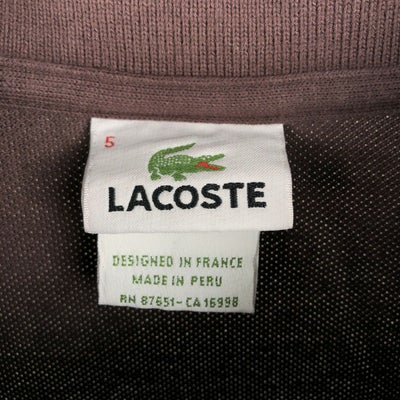 5
LACOSTE
DESIGNED IN FRANCE
MADE IN PERU
RN 87651-CA 16998